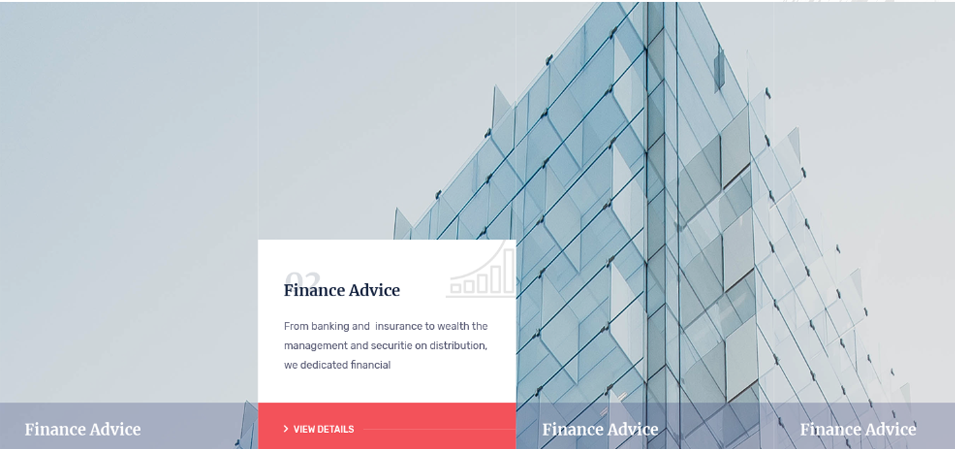 02
Finance Advice
From banking and insurance to wealth the
management and securitie on distribution,
we dedicated financial
Finance Advice
VIEW DETAILS
Finance Advice
Finance Advice